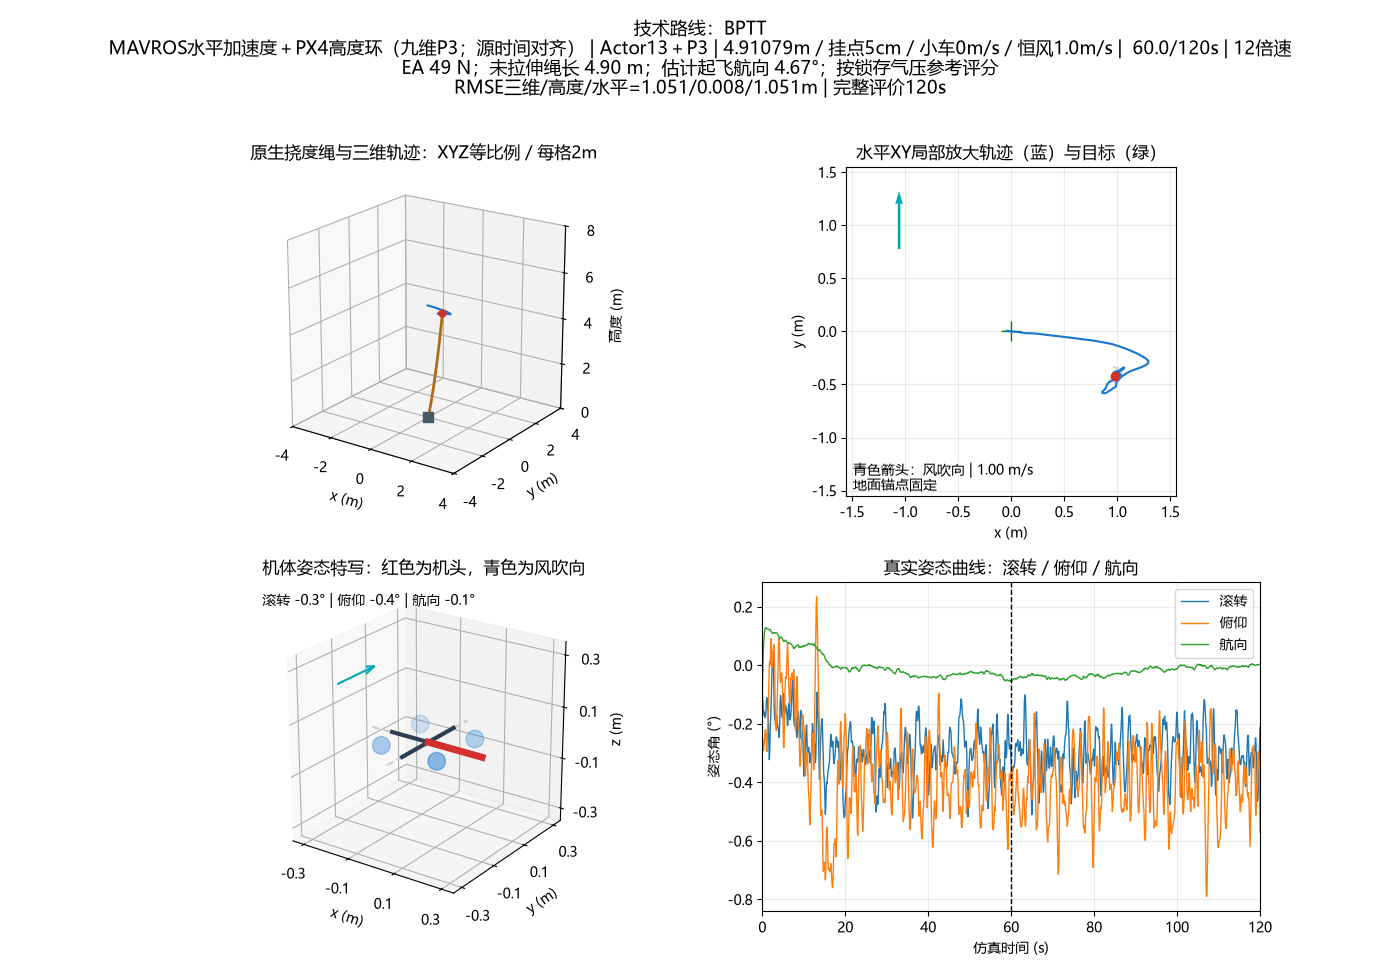 技术路线：BPTT
MAVROS水平加速度＋PX4高度环（九维P3；源时间对齐） | Actor13＋P3 | 4.91079m / 挂点5cm / 小车0m/s / 恒风1.0m/s |  60.0/120s | 12倍速
EA 49 N；未拉伸绳长 4.90 m；估计起飞航向 4.67°；按锁存气压参考评分
RMSE三维/高度/水平=1.051/0.008/1.051m | 完整评价120s
原生挠度绳与三维轨迹：XYZ等比例 / 每格2m
8
6
4
2
0
高度 (m)
-4
-2
0
2
4
x (m)
-4
-2
0
2
4
y (m)
水平XY局部放大轨迹（蓝）与目标（绿）
1.5
1.0
0.5
0.0
-0.5
-1.0
-1.5
y (m)
青色箭头：风吹向 | 1.00 m/s
地面锚点固定
-1.5
-1.0
-0.5
0.0
0.5
1.0
1.5
x (m)
机体姿态特写：红色为机头，青色为风吹向
滚转 -0.3° | 俯仰 -0.4° | 航向 -0.1°
0.3
0.1
-0.1
-0.3
z (m)
-0.3
-0.1
0.1
0.3
x (m)
-0.3
-0.1
0.1
0.3
y (m)
真实姿态曲线：滚转 / 俯仰 / 航向
滚转
俯仰
航向
0.2
0.0
-0.2
-0.4
-0.6
-0.8
姿态角 (°)
0
20
40
60
80
100
120
仿真时间 (s)